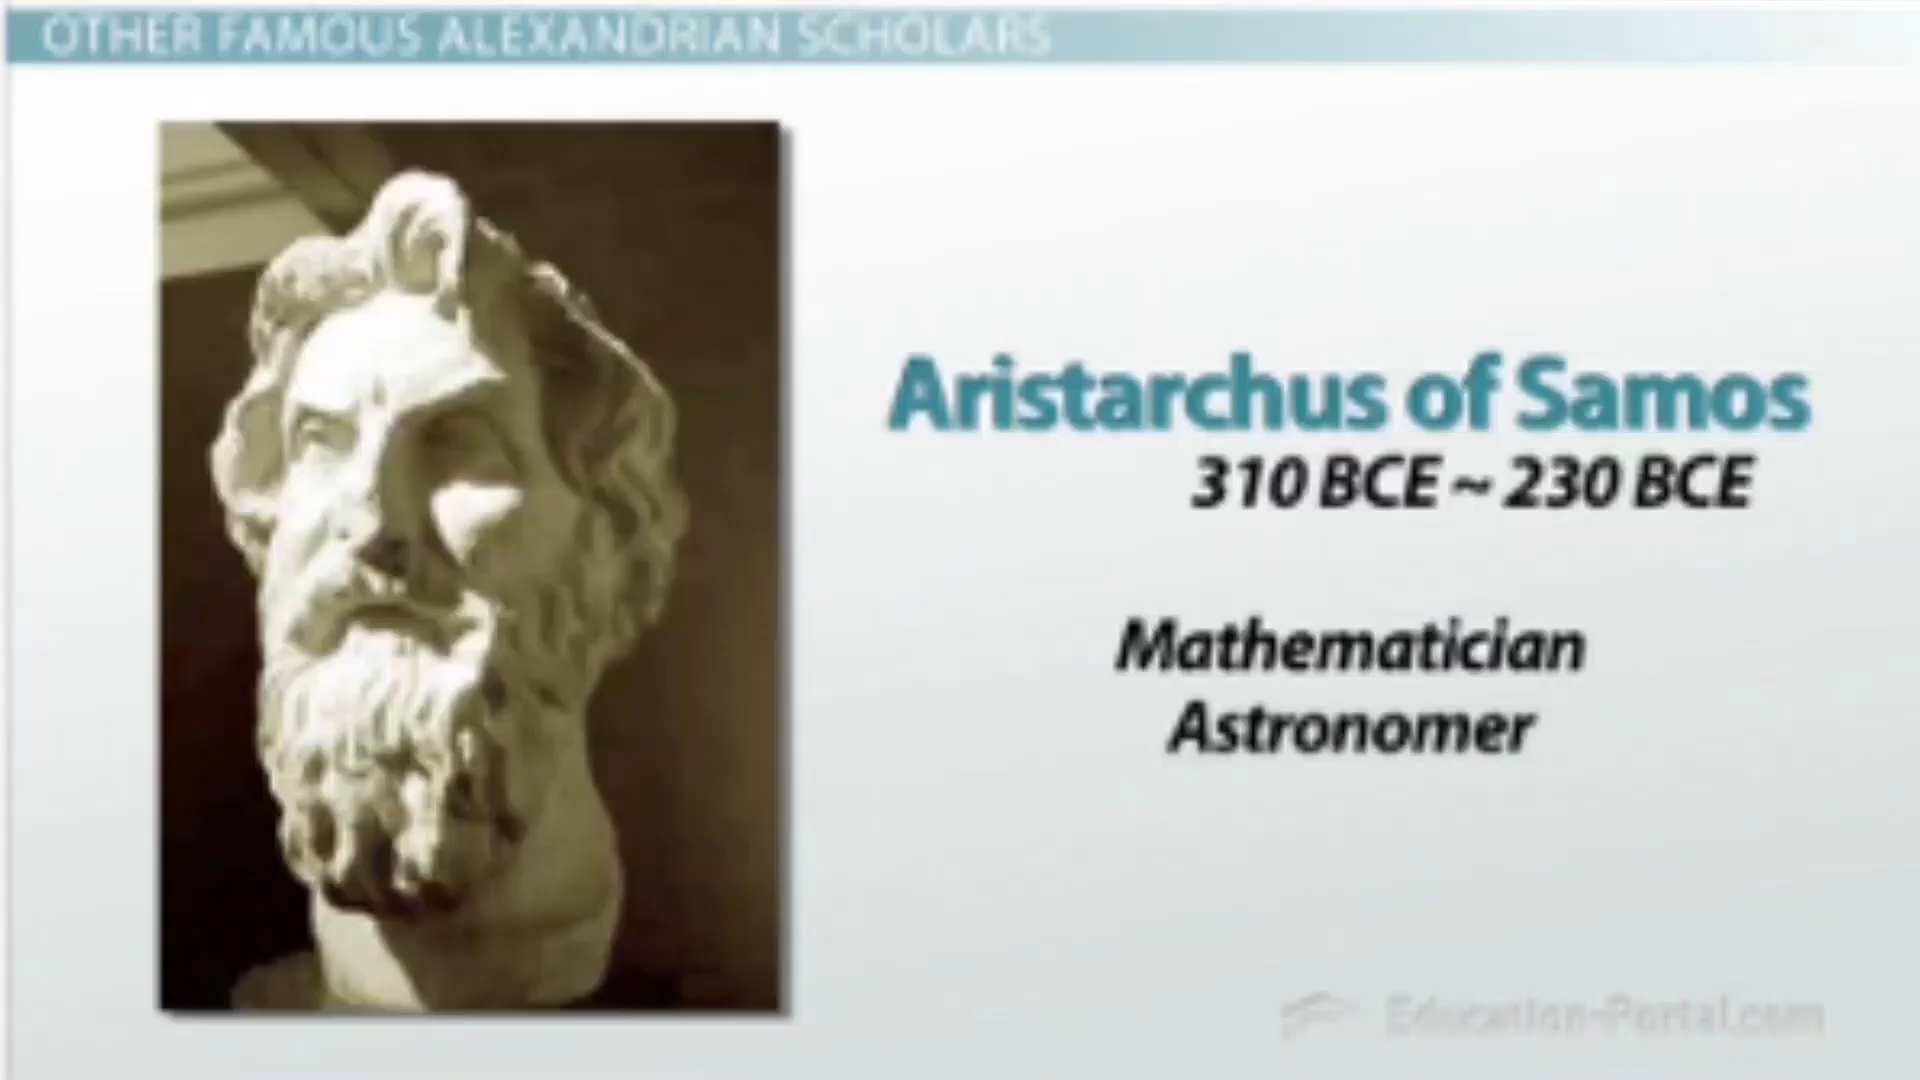 OTHER FAMOUS ALEXANDRIAN SCHOLARS
Aristarchus of Samos
310 BCE ~ 230 BCE
Mathematician
Astronomer
Education-Portal.com